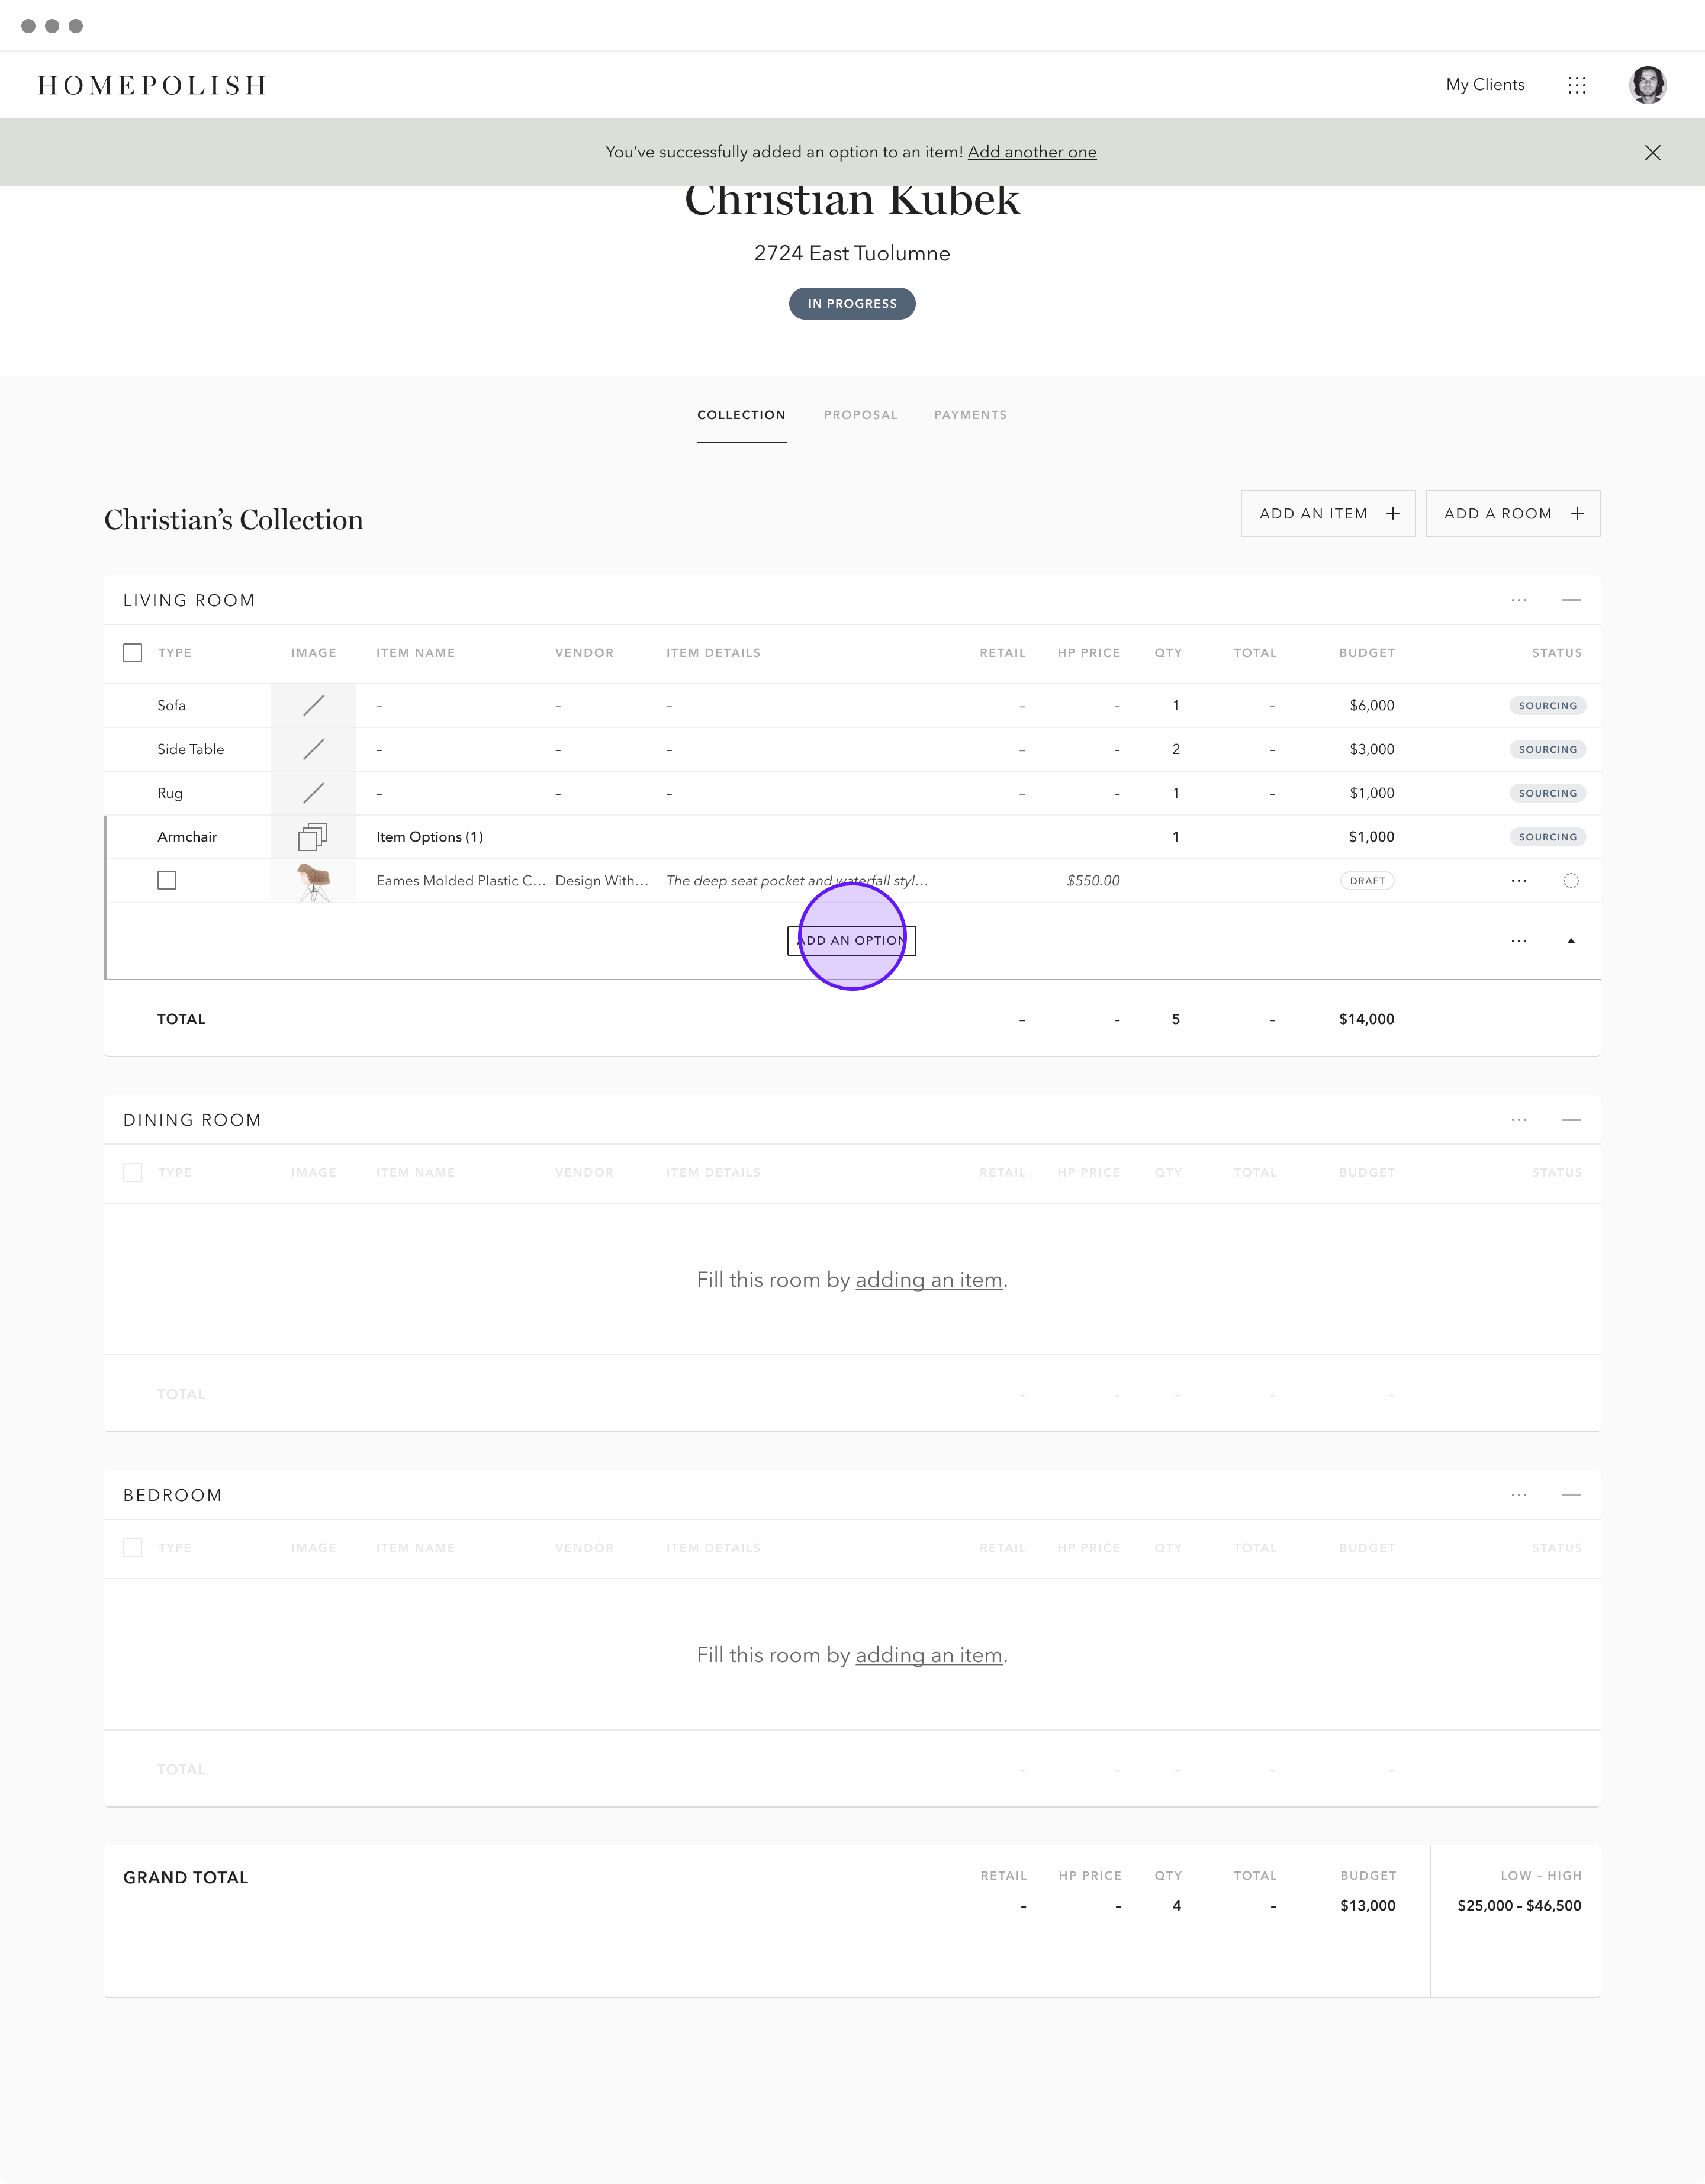 HOMEPOLISH
My Clients
You’ve successfully added an option to an item! Add another one
Christian Kubek
2724 East Tuolumne
IN PROGRESS
COLLECTION PROPOSAL PAYMENTS
Christian’s Collection
ADD AN ITEM +
ADD A ROOM +
LIVING ROOM
TYPE IMAGE ITEM NAME VENDOR ITEM DETAILS RETAIL HP PRICE QTY TOTAL BUDGET STATUS
Sofa – – – – – 1 – $6,000 SOURCING
Side Table – – – – – 2 – $3,000 SOURCING
Rug – – – – – 1 – $1,000 SOURCING
Armchair Item Options (1) 1 $1,000 SOURCING
Eames Molded Plastic C... Design With... The deep seat pocket and waterfall styl... $550.00 DRAFT
ADD AN OPTION
TOTAL – – 5 – $14,000
DINING ROOM
TYPE IMAGE ITEM NAME VENDOR ITEM DETAILS RETAIL HP PRICE QTY TOTAL BUDGET STATUS
Fill this room by adding an item.
TOTAL – – – – –
BEDROOM
TYPE IMAGE ITEM NAME VENDOR ITEM DETAILS RETAIL HP PRICE QTY TOTAL BUDGET STATUS
Fill this room by adding an item.
TOTAL – – – – –
GRAND TOTAL RETAIL HP PRICE QTY TOTAL BUDGET LOW – HIGH
– – 4 – $13,000 $25,000 – $46,500